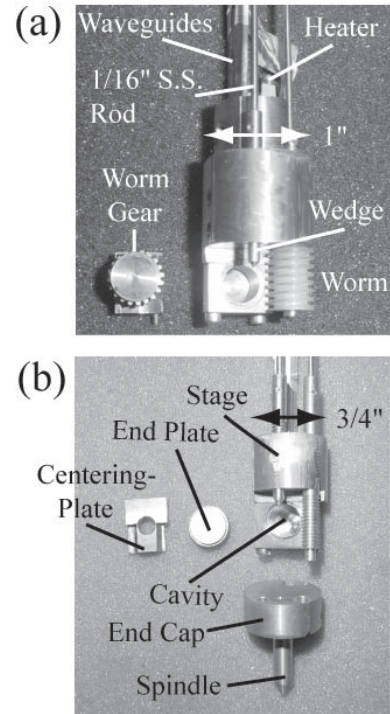 (a)
Waveguides
Heater
1/16" S.S.
Rod
1"
Worm
Gear
Wedge
Worm
(b)
Stage
3/4"
End Plate
Centering-
Plate
Cavity
End Cap
Spindle